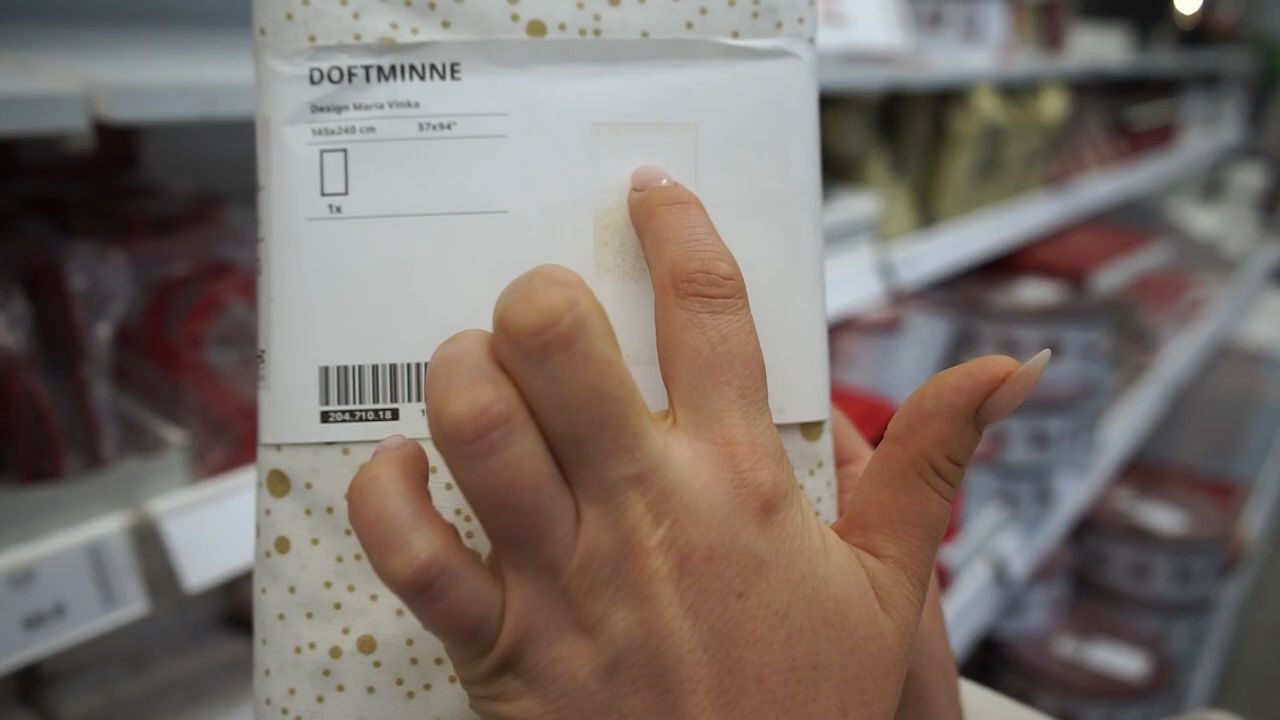 DOFTMINNE
Design Maria Vinka
145x240 cm 57x94"
1x
204.710.18